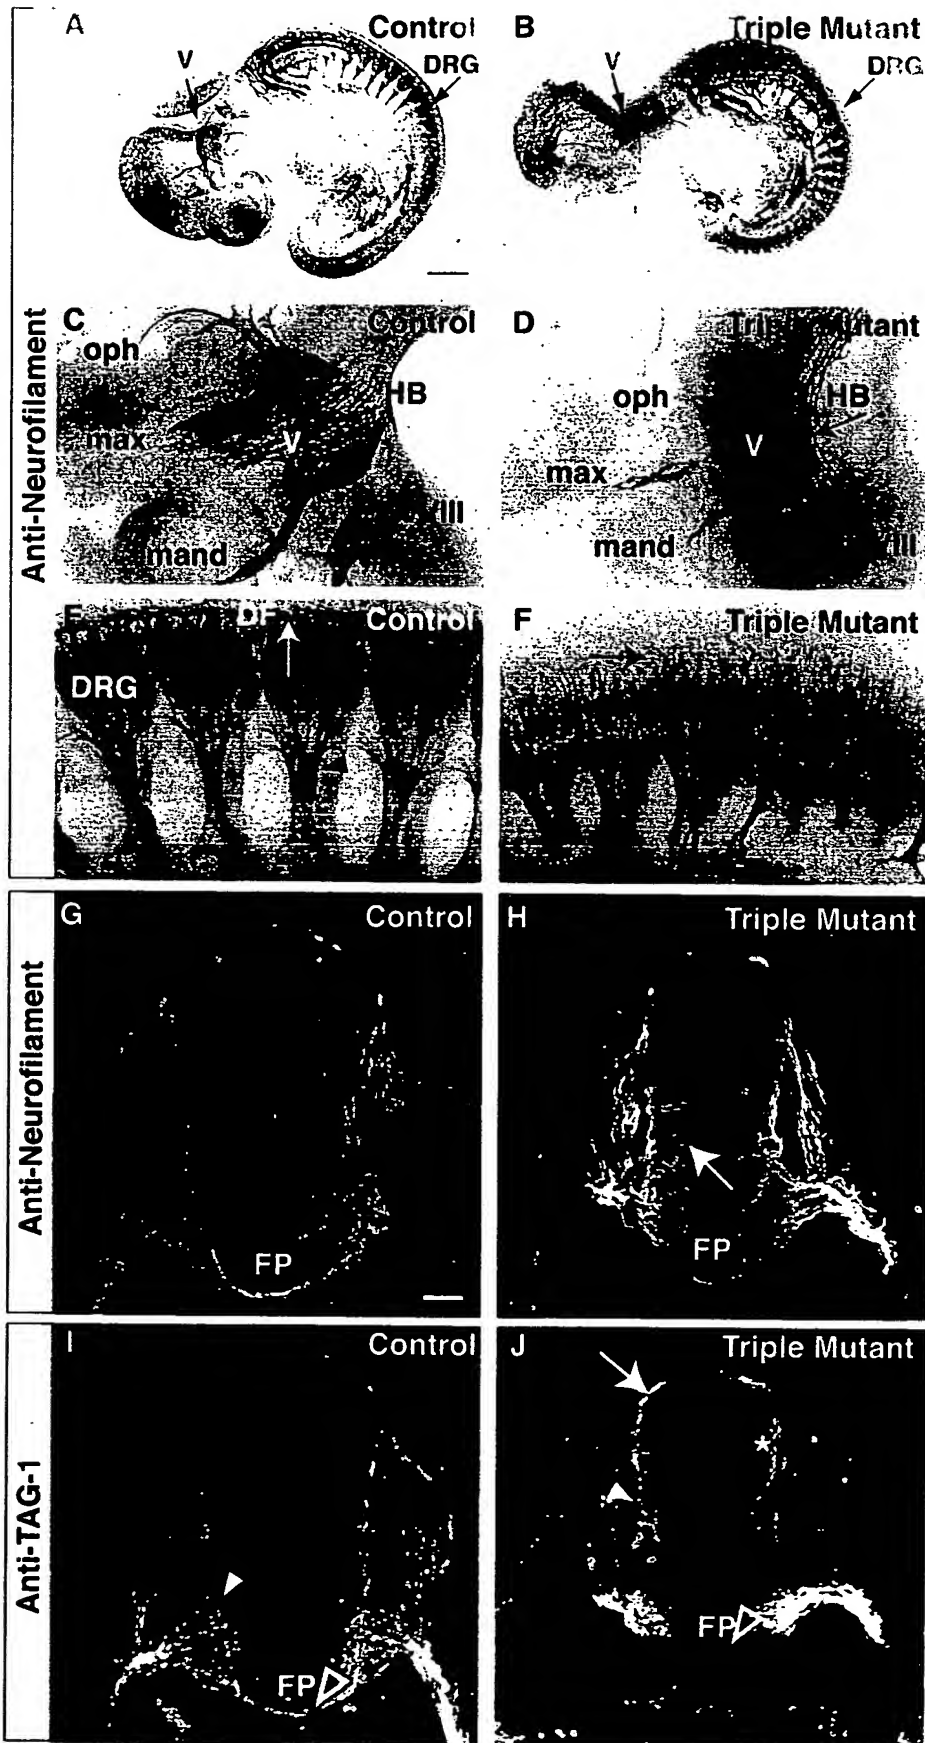 A
Control
V
DRG
B
Triple Mutant
V
DRG
Anti-Neurofilament
C
Control
oph
HB
max
V
VIII
mand
D
Triple Mutant
oph
HB
max
V
mand
III
E
DF
Control
DRG
F
Triple Mutant
Anti-Neurofilament
G
Control
FP
H
Triple Mutant
FP
Anti-TAG-1
I
Control
FP
J
Triple Mutant
*
FP